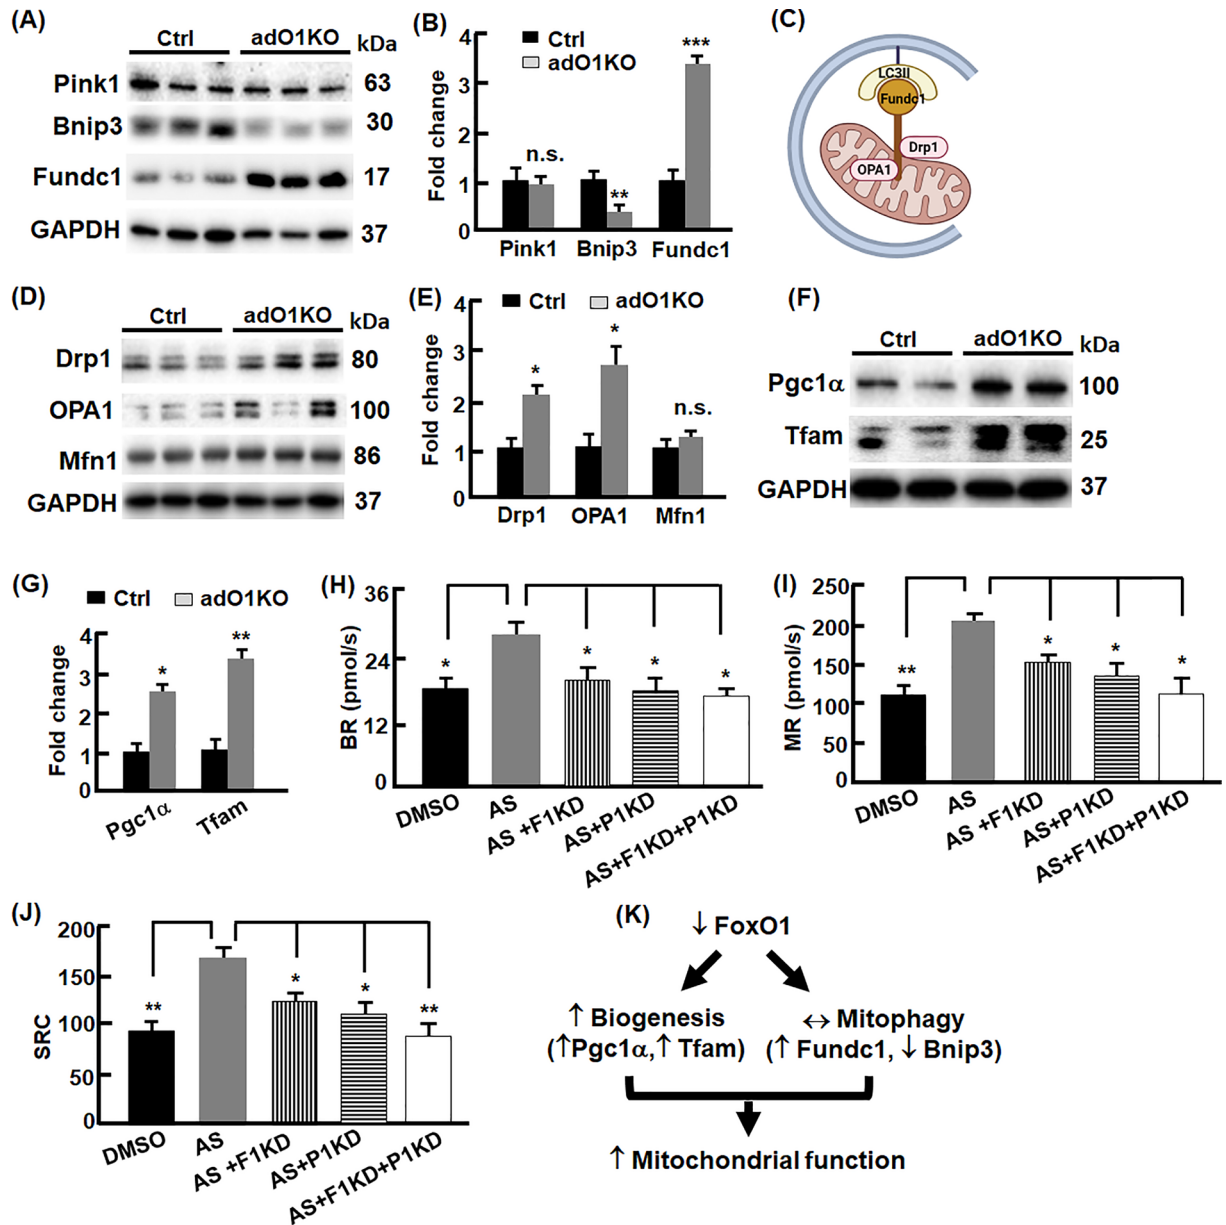 (A)
Ctrl adO1KO kDa
Pink1 63
Bnip3 30
Fundc1 17
GAPDH 37
(B)
Ctrl
adO1KO
Fold change
4
3
2
1
0
n.s.
**
***
Pink1 Bnip3 Fundc1
(C)
LC3II
Fundc1
Drp1
OPA1
(D)
Ctrl adO1KO kDa
Drp1 80
OPA1 100
Mfn1 86
GAPDH 37
(E)
Ctrl adO1KO
Fold change
4
3
2
1
0
*
*
n.s.
Drp1 OPA1 Mfn1
(F)
Ctrl adO1KO kDa
Pgc1α 100
Tfam 25
GAPDH 37
(G)
Ctrl adO1KO
Fold change
4
3
2
1
0
*
**
Pgc1α Tfam
(H)
BR (pmol/s)
36
24
12
0
* * * *
DMSO AS AS +F1KD AS+P1KD AS+F1KD+P1KD
(I)
MR (pmol/s)
250
200
150
100
50
0
** * * *
DMSO AS AS +F1KD AS+P1KD AS+F1KD+P1KD
(J)
SRC
200
150
100
50
0
** * * **
DMSO AS AS +F1KD AS+P1KD AS+F1KD+P1KD
(K)
↓ FoxO1
↑ Biogenesis
(↑Pgc1α,↑ Tfam)
↔ Mitophagy
(↑ Fundc1, ↓ Bnip3)
↑ Mitochondrial function